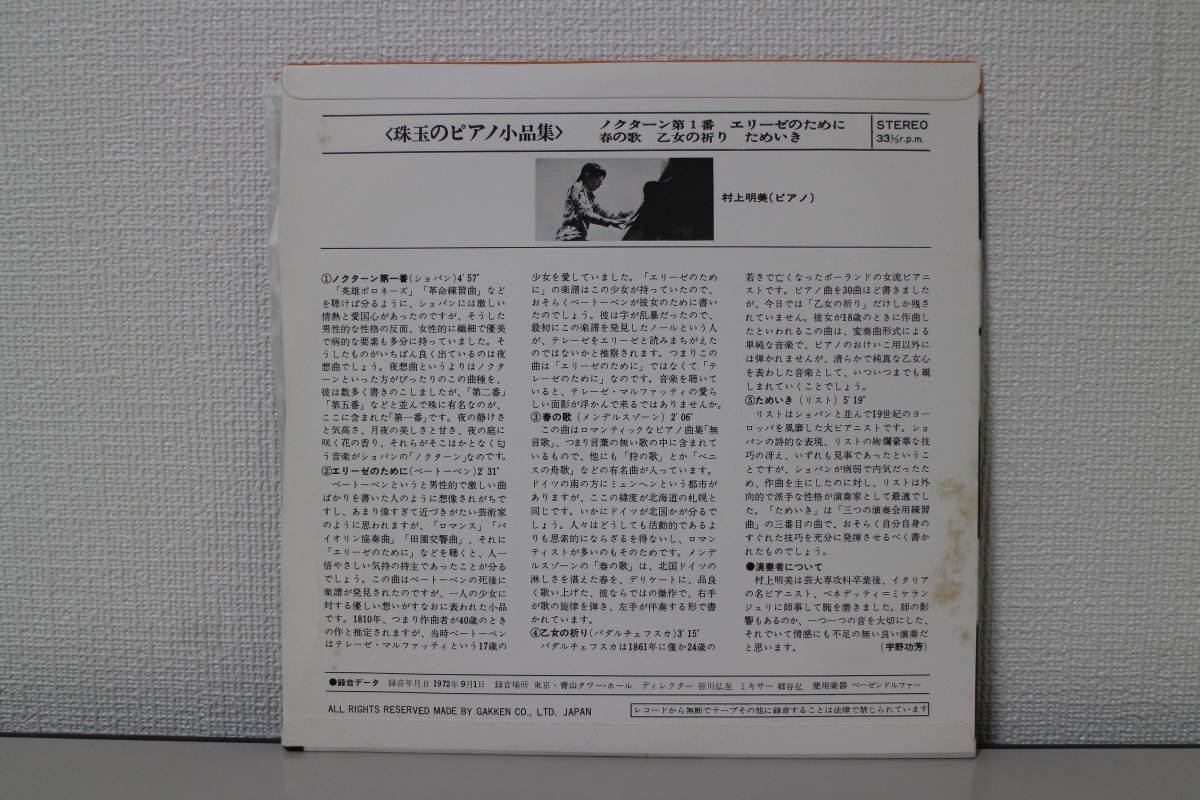 〈珠玉のピアノ小品集〉
ノクターン第1番 エリーゼのために
春の歌 乙女の祈り ためいき
STEREO
33⅓r.p.m.
村上明美(ピアノ)
①ノクターン第一番(ショパン)4′57″
「英雄ポロネーズ」「革命練習曲」など
を聴けば分るように、ショパンには激しい
情熱と愛国心があったのですが、そうした
男性的な性格の反面、女性的に繊細で優美
で病的な要素も多分に持っていました。そ
うしたものがいちばん良く出ているのは夜
想曲でしょう。夜想曲というよりはノクタ
ーンといった方がぴったりのこの曲種を、
彼は数多く書きのこしましたが、「第二番」
「第五番」などと並んで殊に有名なのが、
ここに含まれた「第一番」です。夜の静けさ
と気高さ、月夜の美しさと甘さ、夜の庭に
咲く花の香り、それらがそこはかとなく匂
う音楽がショパンの「ノクターン」なのです。
②エリーゼのために(ベートーベン)2′31″
ベートーベンというと男性的で激しい曲
ばかりを書いた人のように想像されがちで
すし、あまり偉すぎて近づきがたい芸術家
のように思われますが、「ロマンス」「バ
イオリン協奏曲」「田園交響曲」、それに
「エリーゼのために」などを聴くと、人一
倍やさしい気持の持主であったことが分る
でしょう。この曲はベートーベンの死後に
楽譜が発見されたのですが、一人の少女に
対する優しい想いがすなおに表われた小品
です。1810年、つまり作曲者が40歳のとき
の作と推定されますが、当時ベートーベン
はテレーゼ・マルファッティという17歳の
少女を愛していました。「エリーゼのため
に」の楽譜はこの少女が持っていたので、
おそらくベートーベンが彼女のために書い
たのでしょう。彼は字が乱暴だったので、
最初にこの楽譜を発見したノールという人
が、テレーゼをエリーゼと読みまちがえた
のではないかと推察されます。つまりこの
曲は「エリーゼのために」ではなくて「テ
レーゼのために」なのです。音楽を聴いて
いると、テレーゼ・マルファッティの愛ら
しい面影が浮かんで来るではありませんか。
③春の歌(メンデルスゾーン)2′06″
この曲はロマンティックなピアノ曲集「無
言歌」、つまり言葉の無い歌の中に含まれて
いるもので、他にも「狩の歌」とか「ベニ
スの舟歌」などの有名曲が入っています。
ドイツの南の方にミュンヘンという都市が
ありますが、ここの緯度が北海道の札幌と
同じです。いかにドイツが北国かが分るで
しょう。人々はどうしても活動的であるよ
りも思索的にならざるを得ないし、ロマン
ティストが多いのもそのためです。メンデ
ルスゾーンの「春の歌」は、北国ドイツの
淋しさを湛えた春を、デリケートに、品良
く歌い上げた、彼ならではの傑作で、右手
が歌の旋律を弾き、左手が伴奏する形で書
かれています。
④乙女の祈り(バダルチェフスカ)3′15″
バダルチェフスカは1861年に僅か24歳の
若さで亡くなったポーランドの女流ピアニ
ストです。ピアノ曲を30曲ほど書きました
が、今日では「乙女の祈り」だけしか残さ
れていません。彼女が18歳のときに作曲し
たといわれるこの曲は、変奏曲形式による
単純な音楽で、ピアノのおけいこ用以外に
は弾かれませんが、清らかで純真な乙女心
を表わした音楽として、いついつまでも親
しまれていくことでしょう。
⑤ためいき(リスト)5′19″
リストはショパンと並んで19世紀のヨー
ロッパを風靡した大ピアニストです。ショ
パンの詩的な表現、リストの絢爛豪華な技
巧の冴え、いずれも見事であったというこ
とですが、ショパンが病弱で内気だったた
め、作曲を主にしたのに対し、リストは外
向的で派手な性格が演奏家として最適でし
た。「ためいき」は「三つの演奏会用練習
曲」の三番目の曲で、おそらく自分自身の
すぐれた技巧を充分に発揮させるべく書か
れたものでしょう。
●演奏者について
村上明美は芸大専攻科卒業後、イタリア
の名ピアニスト、ベネデッティ＝ミケラン
ジェリに師事して腕を磨きました。師の影
響もあるのか、一つ一つの音を大切にした、
それでいて情感にも不足の無い良い演奏だ
と思います。(宇野功芳)
●録音データ 録音年月日 1972年9月1日 録音場所 東京・青山タワー・ホール ディレクター 皆川弘至 ミキサー 郷谷弘 使用楽器 ベーゼンドルファー
ALL RIGHTS RESERVED MADE BY GAKKEN CO., LTD. JAPAN
レコードから無断でテープその他に録音することは法律で禁じられています